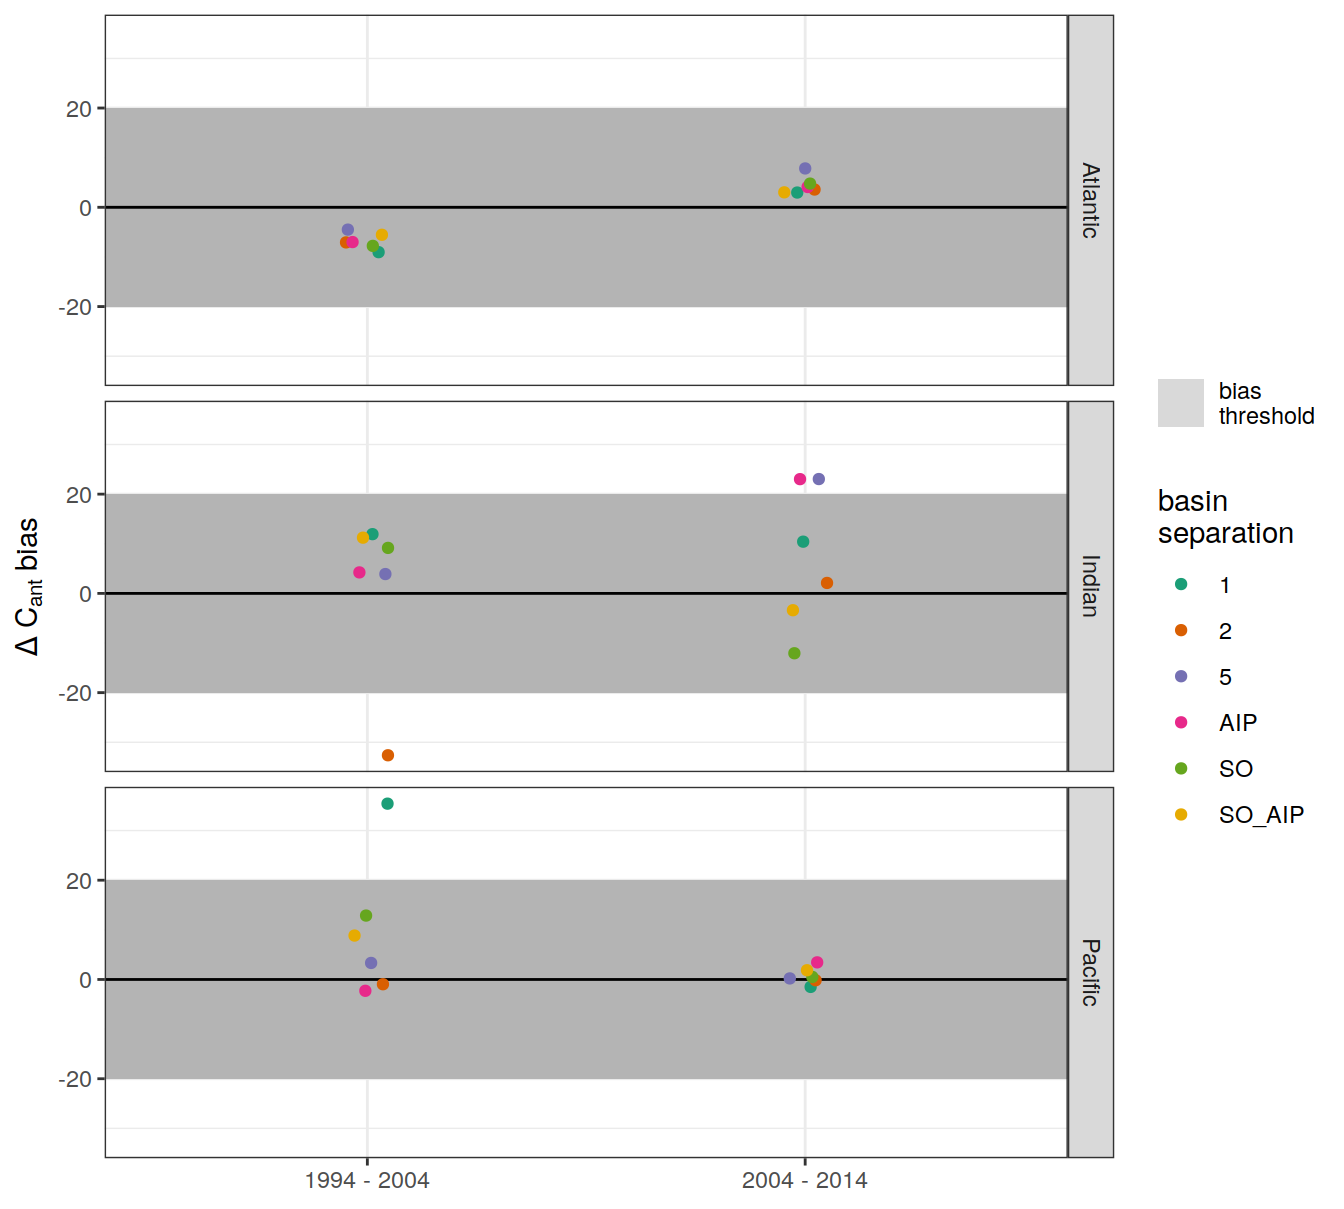 20
0
-20
Atlantic
20
0
-20
Indian
20
0
-20
Pacific
Δ Cant bias
1994 - 2004
2004 - 2014
bias
threshold
basin
separation
1
2
5
AIP
SO
SO_AIP